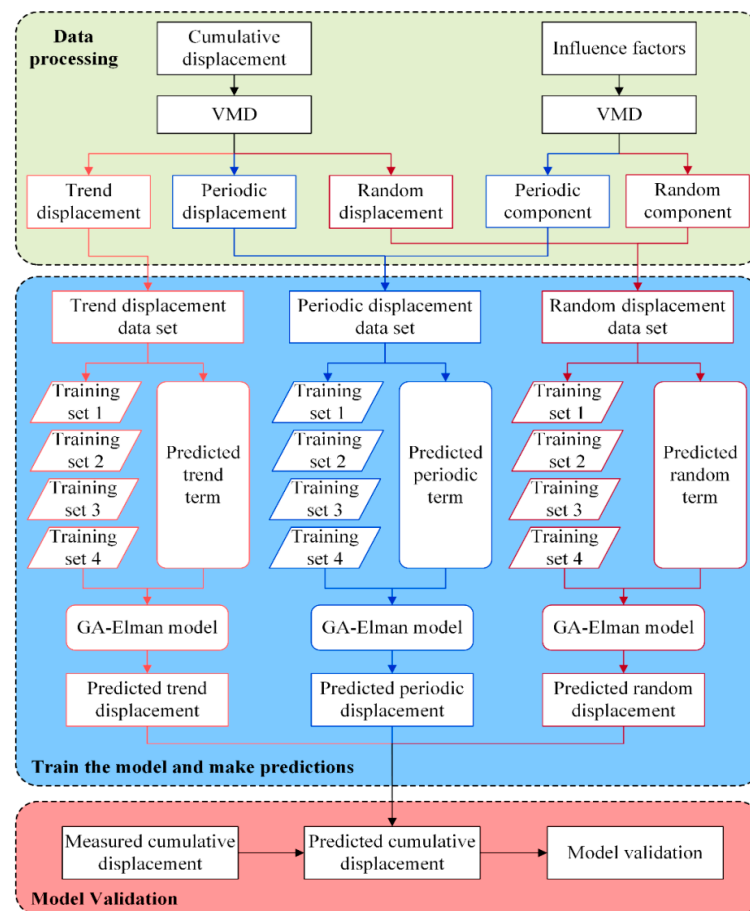 Data
processing
Cumulative
displacement
Influence factors
VMD
VMD
Trend
displacement
Periodic
displacement
Random
displacement
Periodic
component
Random
component
Trend displacement
data set
Periodic displacement
data set
Random displacement
data set
Training
set 1
Training
set 2
Training
set 3
Training
set 4
Predicted
trend
term
Training
set 1
Training
set 2
Training
set 3
Training
set 4
Predicted
periodic
term
Training
set 1
Training
set 2
Training
set 3
Training
set 4
Predicted
random
term
GA-Elman model
GA-Elman model
GA-Elman model
Predicted trend
displacement
Predicted periodic
displacement
Predicted random
displacement
Train the model and make predictions
Measured cumulative
displacement
Predicted cumulative
displacement
Model validation
Model Validation